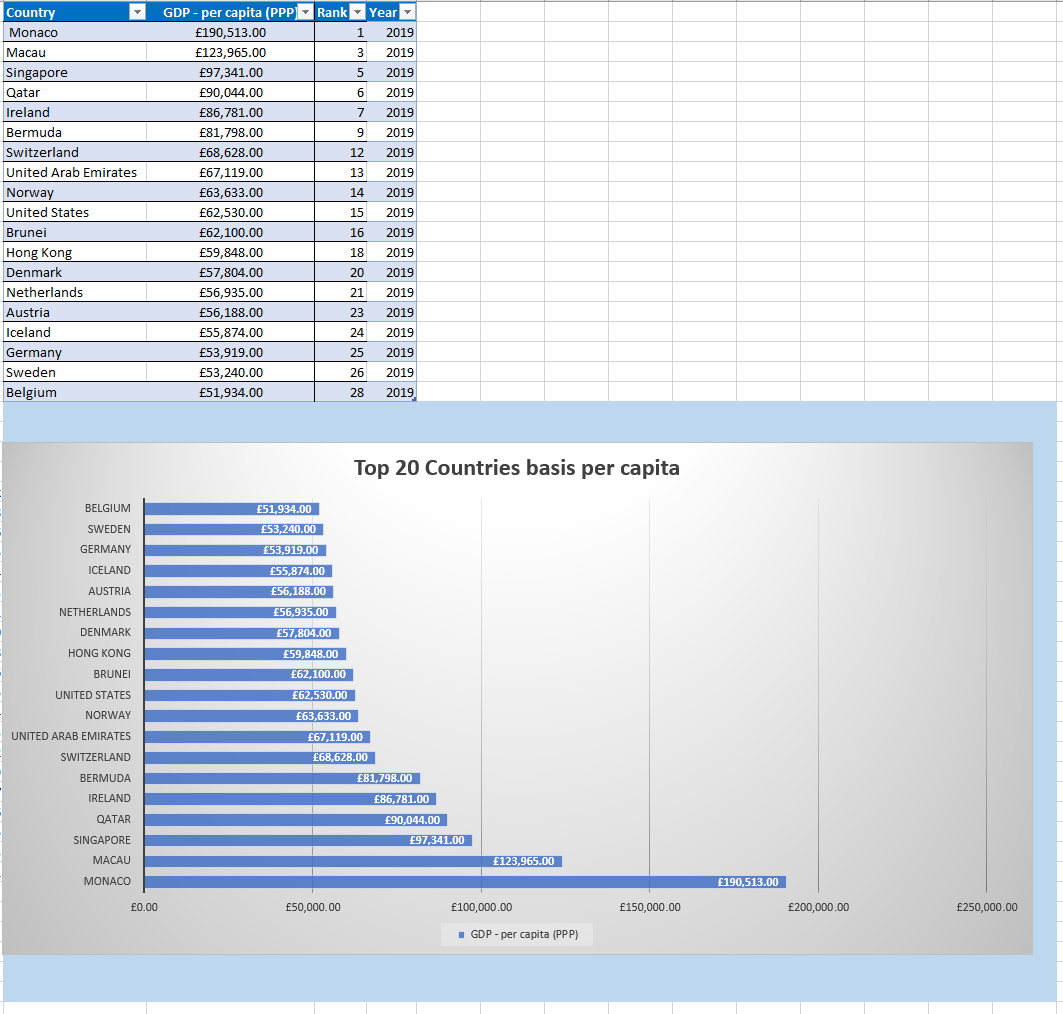 Country GDP - per capita (PPP) Rank Year
Monaco £190,513.00 1 2019
Macau £123,965.00 3 2019
Singapore £97,341.00 5 2019
Qatar £90,044.00 6 2019
Ireland £86,781.00 7 2019
Bermuda £81,798.00 9 2019
Switzerland £68,628.00 12 2019
United Arab Emirates £67,119.00 13 2019
Norway £63,633.00 14 2019
United States £62,530.00 15 2019
Brunei £62,100.00 16 2019
Hong Kong £59,848.00 18 2019
Denmark £57,804.00 20 2019
Netherlands £56,935.00 21 2019
Austria £56,188.00 23 2019
Iceland £55,874.00 24 2019
Germany £53,919.00 25 2019
Sweden £53,240.00 26 2019
Belgium £51,934.00 28 2019
Top 20 Countries basis per capita
BELGIUM £51,934.00
SWEDEN £53,240.00
GERMANY £53,919.00
ICELAND £55,874.00
AUSTRIA £56,188.00
NETHERLANDS £56,935.00
DENMARK £57,804.00
HONG KONG £59,848.00
BRUNEI £62,100.00
UNITED STATES £62,530.00
NORWAY £63,633.00
UNITED ARAB EMIRATES £67,119.00
SWITZERLAND £68,628.00
BERMUDA £81,798.00
IRELAND £86,781.00
QATAR £90,044.00
SINGAPORE £97,341.00
MACAU £123,965.00
MONACO £190,513.00
£0.00 £50,000.00 £100,000.00 £150,000.00 £200,000.00 £250,000.00
GDP - per capita (PPP)